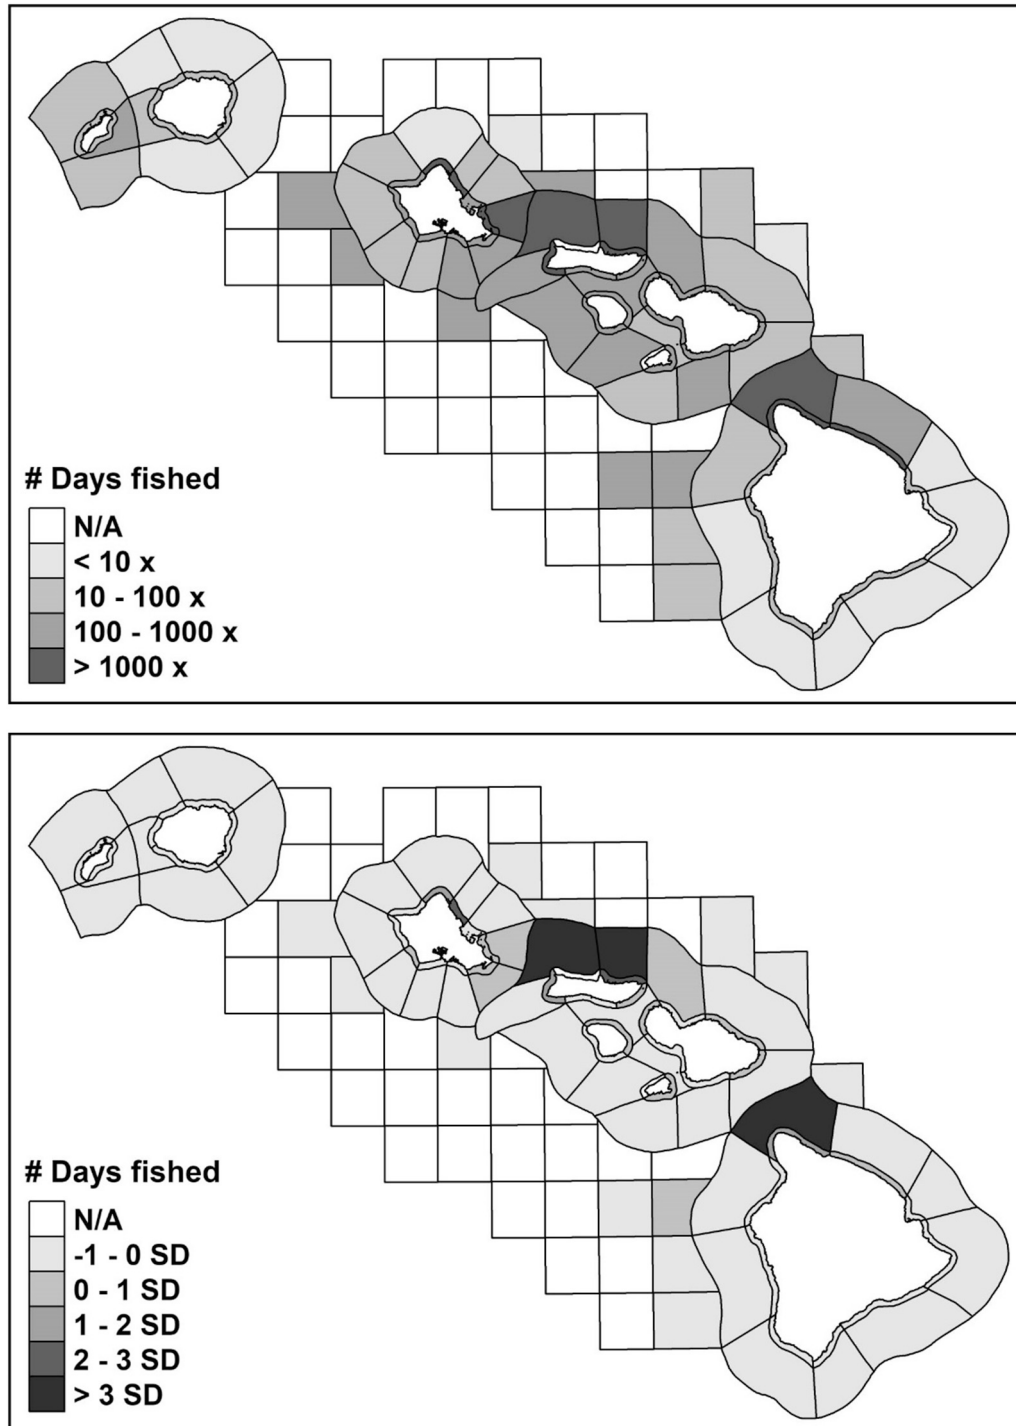 # Days fished
N/A
< 10 x
10 - 100 x
100 - 1000 x
> 1000 x
# Days fished
N/A
-1 - 0 SD
0 - 1 SD
1 - 2 SD
2 - 3 SD
> 3 SD